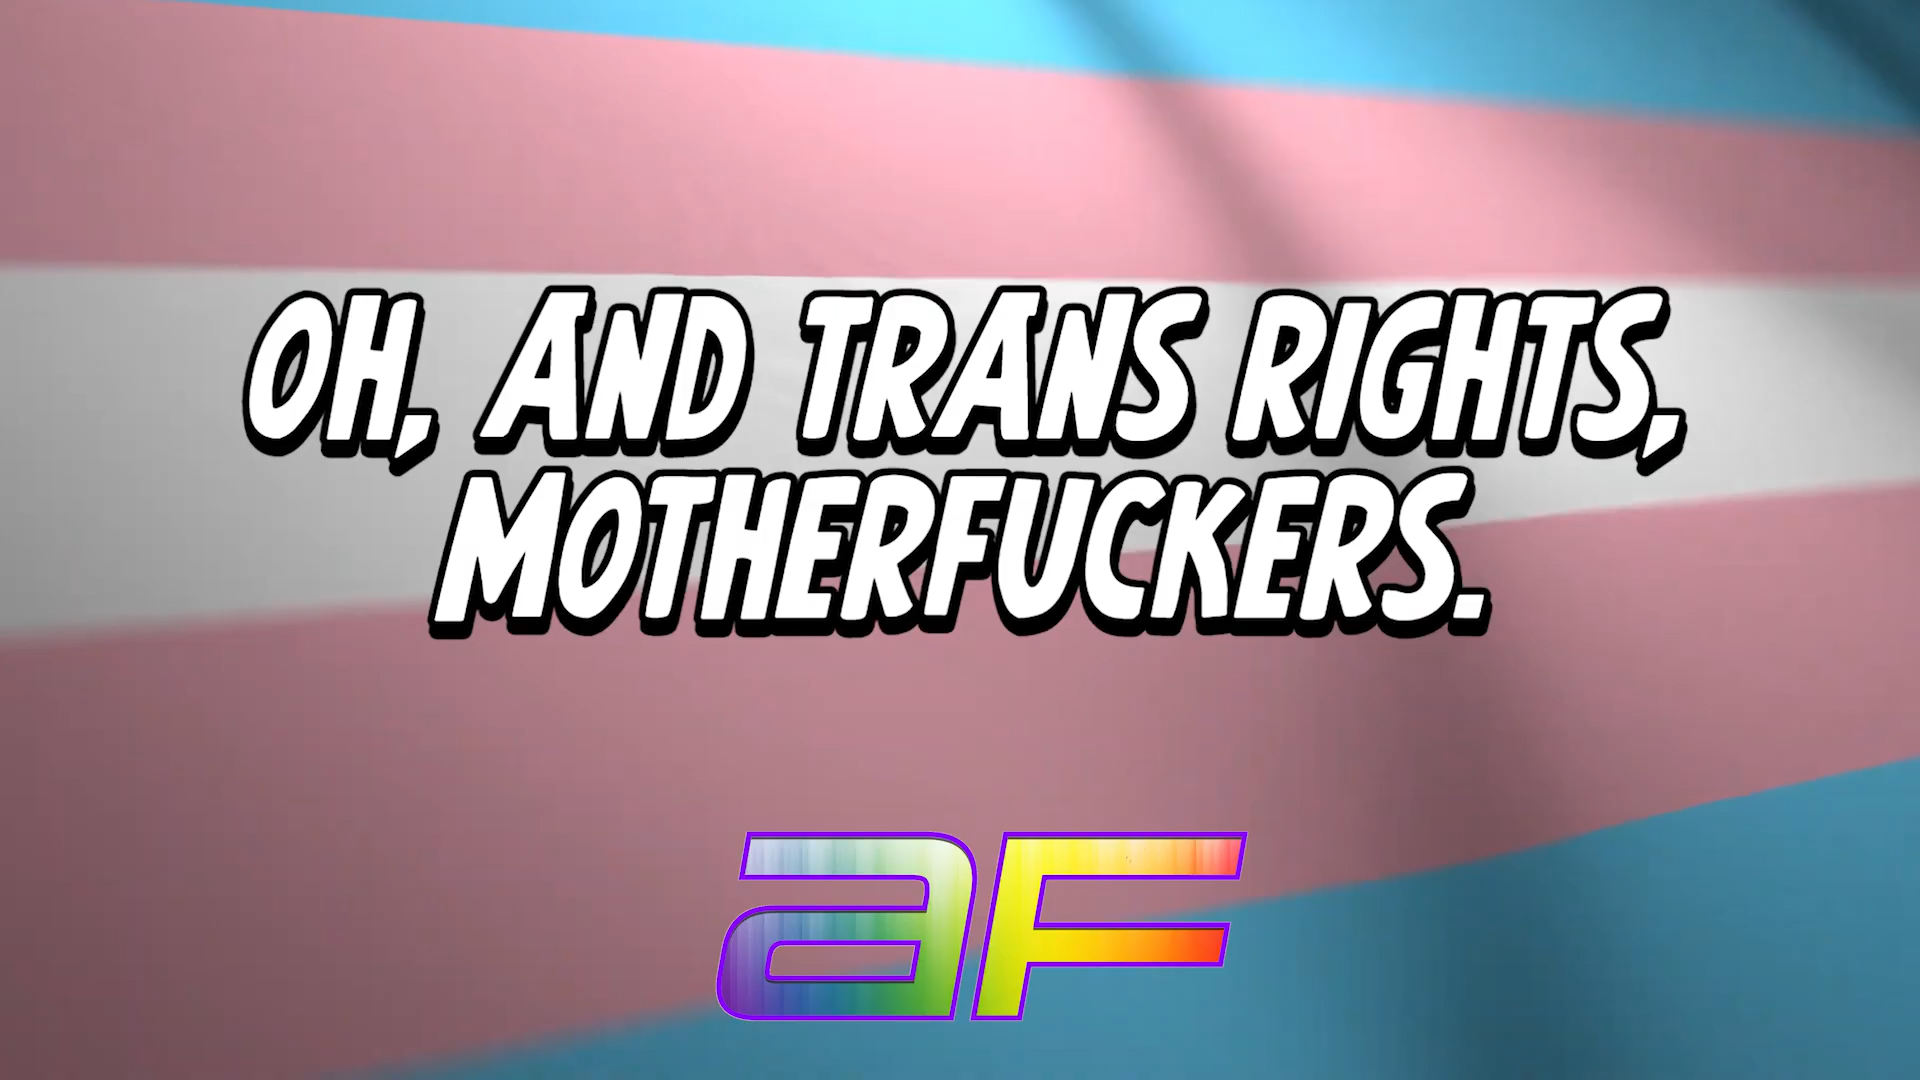 OH, AND TRANS RIGHTS,
MOTHERFUCKERS.
aF